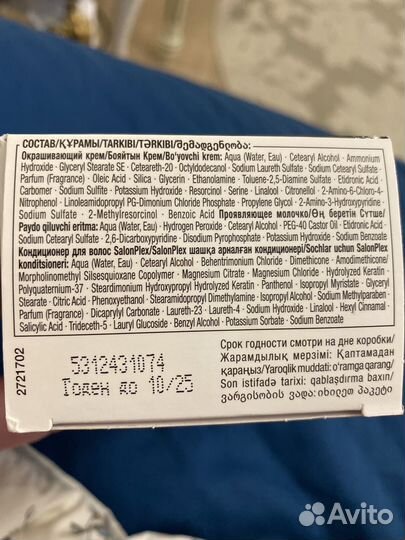 СОСТАВ/ҚҰРАМЫ/TARKIBI/TƏRKİBİ/შემადგენლობა:
Окрашивающий крем/Бояйтын Крем/Bo'yovchi krem: Aqua (Water, Eau) · Cetearyl Alcohol · Ammonium
Hydroxide · Glyceryl Stearate SE · Ceteareth-20 · Octyldodecanol · Sodium Laureth Sulfate · Sodium Cetearyl Sulfate ·
Parfum (Fragrance) · Oleic Acid · Silica · Glycerin · Ethanolamine · Toluene-2,5-Diamine Sulfate · Etidronic Acid ·
Carbomer · Sodium Sulfate · Potassium Hydroxide · Resorcinol · Serine · Linalool · Citronellol · 2-Amino-6-Chloro-4-
Nitrophenol · Linoleamidopropyl PG-Dimonium Chloride Phosphate · Propylene Glycol · 2-Amino-3-Hydroxypyridine ·
Sodium Sulfate · 2-Methylresorcinol · Benzoic Acid Проявляющее молочко/Өң беретін Сүтше/
Paydo qiluvchi eritma: Aqua (Water, Eau) · Hydrogen Peroxide · Cetearyl Alcohol · PEG-40 Castor Oil · Etidronic Acid ·
Sodium Cetearyl Sulfate · 2,6-Dicarboxypyridine · Disodium Pyrophosphate · Potassium Hydroxide · Sodium Benzoate
Кондиционер для волос SalonPlex/SalonPlex шашқа арналған кондиционері/Sochlar uchun SalonPlex
konditsioneri: Aqua (Water, Eau) · Cetearyl Alcohol · Behentrimonium Chloride · Dimethicone · Amodimethicone/
Morpholinomethyl Silsesquioxane Copolymer · Magnesium Citrate · Magnesium Chloride · Hydrolyzed Keratin ·
Polyquaternium-37 · Steardimonium Hydroxypropyl Hydrolyzed Keratin · Panthenol · Isopropyl Myristate · Glyceryl
Stearate · Citric Acid · Phenoxyethanol · Stearamidopropyl Dimethylamine · Isopropyl Alcohol · Sodium Methylparaben ·
Parfum (Fragrance) · Dicaprylyl Carbonate · Laureth-23 · Laureth-4 · Sodium Hydroxide · Linalool · Hexyl Cinnamal ·
Salicylic Acid · Trideceth-5 · Lauryl Glucoside · Benzyl Alcohol · Potassium Sorbate · Sodium Benzoate
2721702
5312431074
Годен до 10/25
Срок годности смотри на дне коробки/
Жарамдылық мерзімі: Қаптамадан
қараңыз/Yaroqlik muddati: o'ramga qarang/
Son istifadə tarixi: qablaşdırma baxın/
ვარგისობის ვადა: იხილეთ პაკეტი
Avito